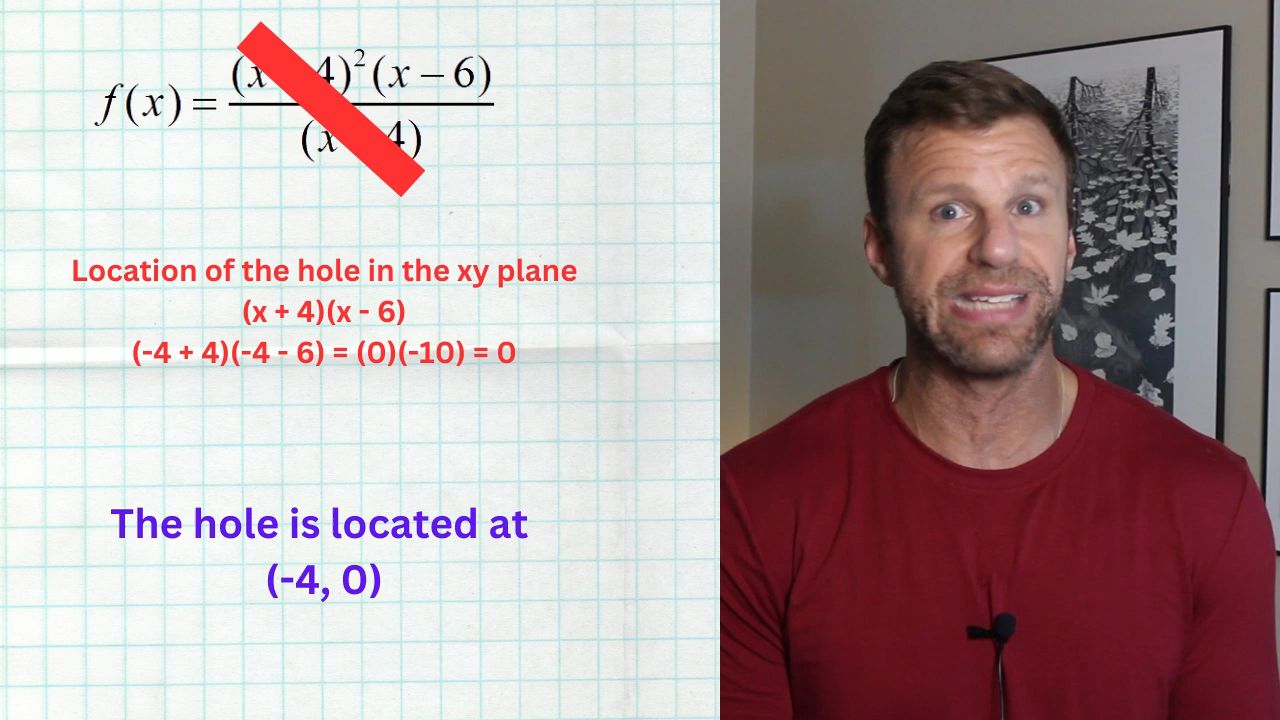 (x 4)²(x – 6)
f(x) =
(x 4)
Location of the hole in the xy plane
(x + 4)(x - 6)
(-4 + 4)(-4 - 6) = (0)(-10) = 0
The hole is located at
(-4, 0)